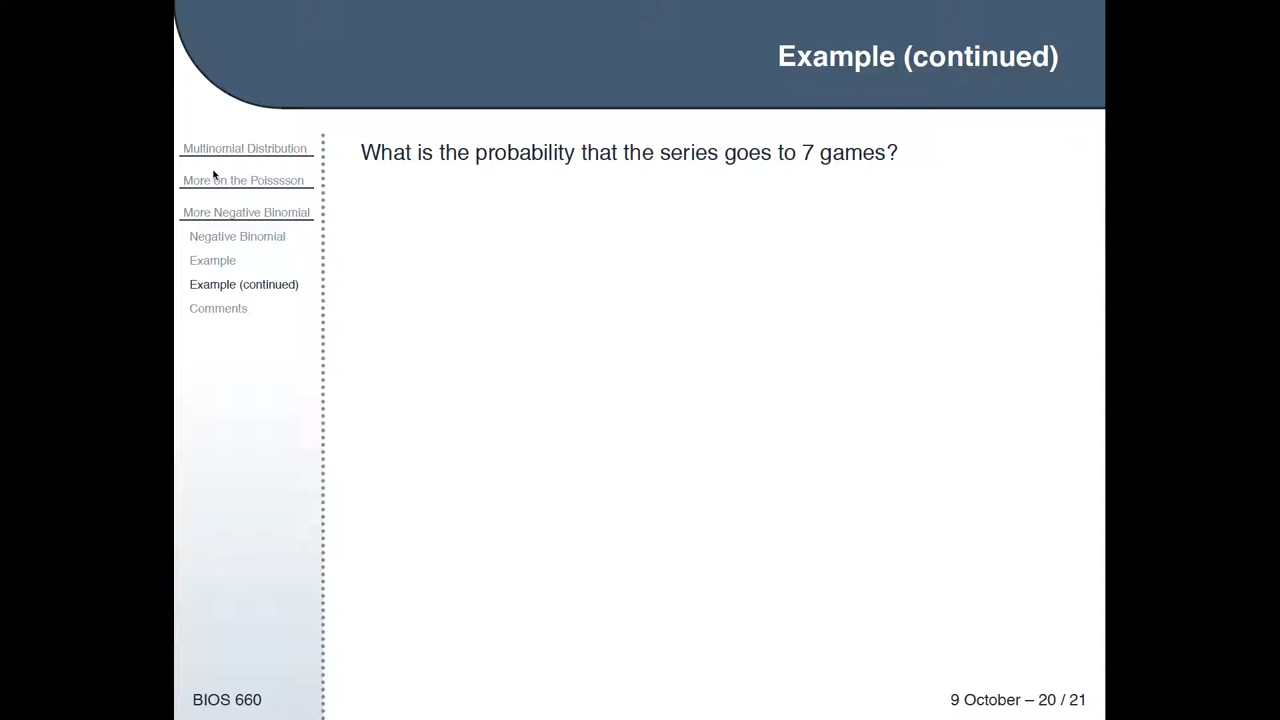 Example (continued)
Multinomial Distribution
More on the Poisssson
More Negative Binomial
Negative Binomial
Example
Example (continued)
Comments
What is the probability that the series goes to 7 games?
BIOS 660
9 October – 20 / 21